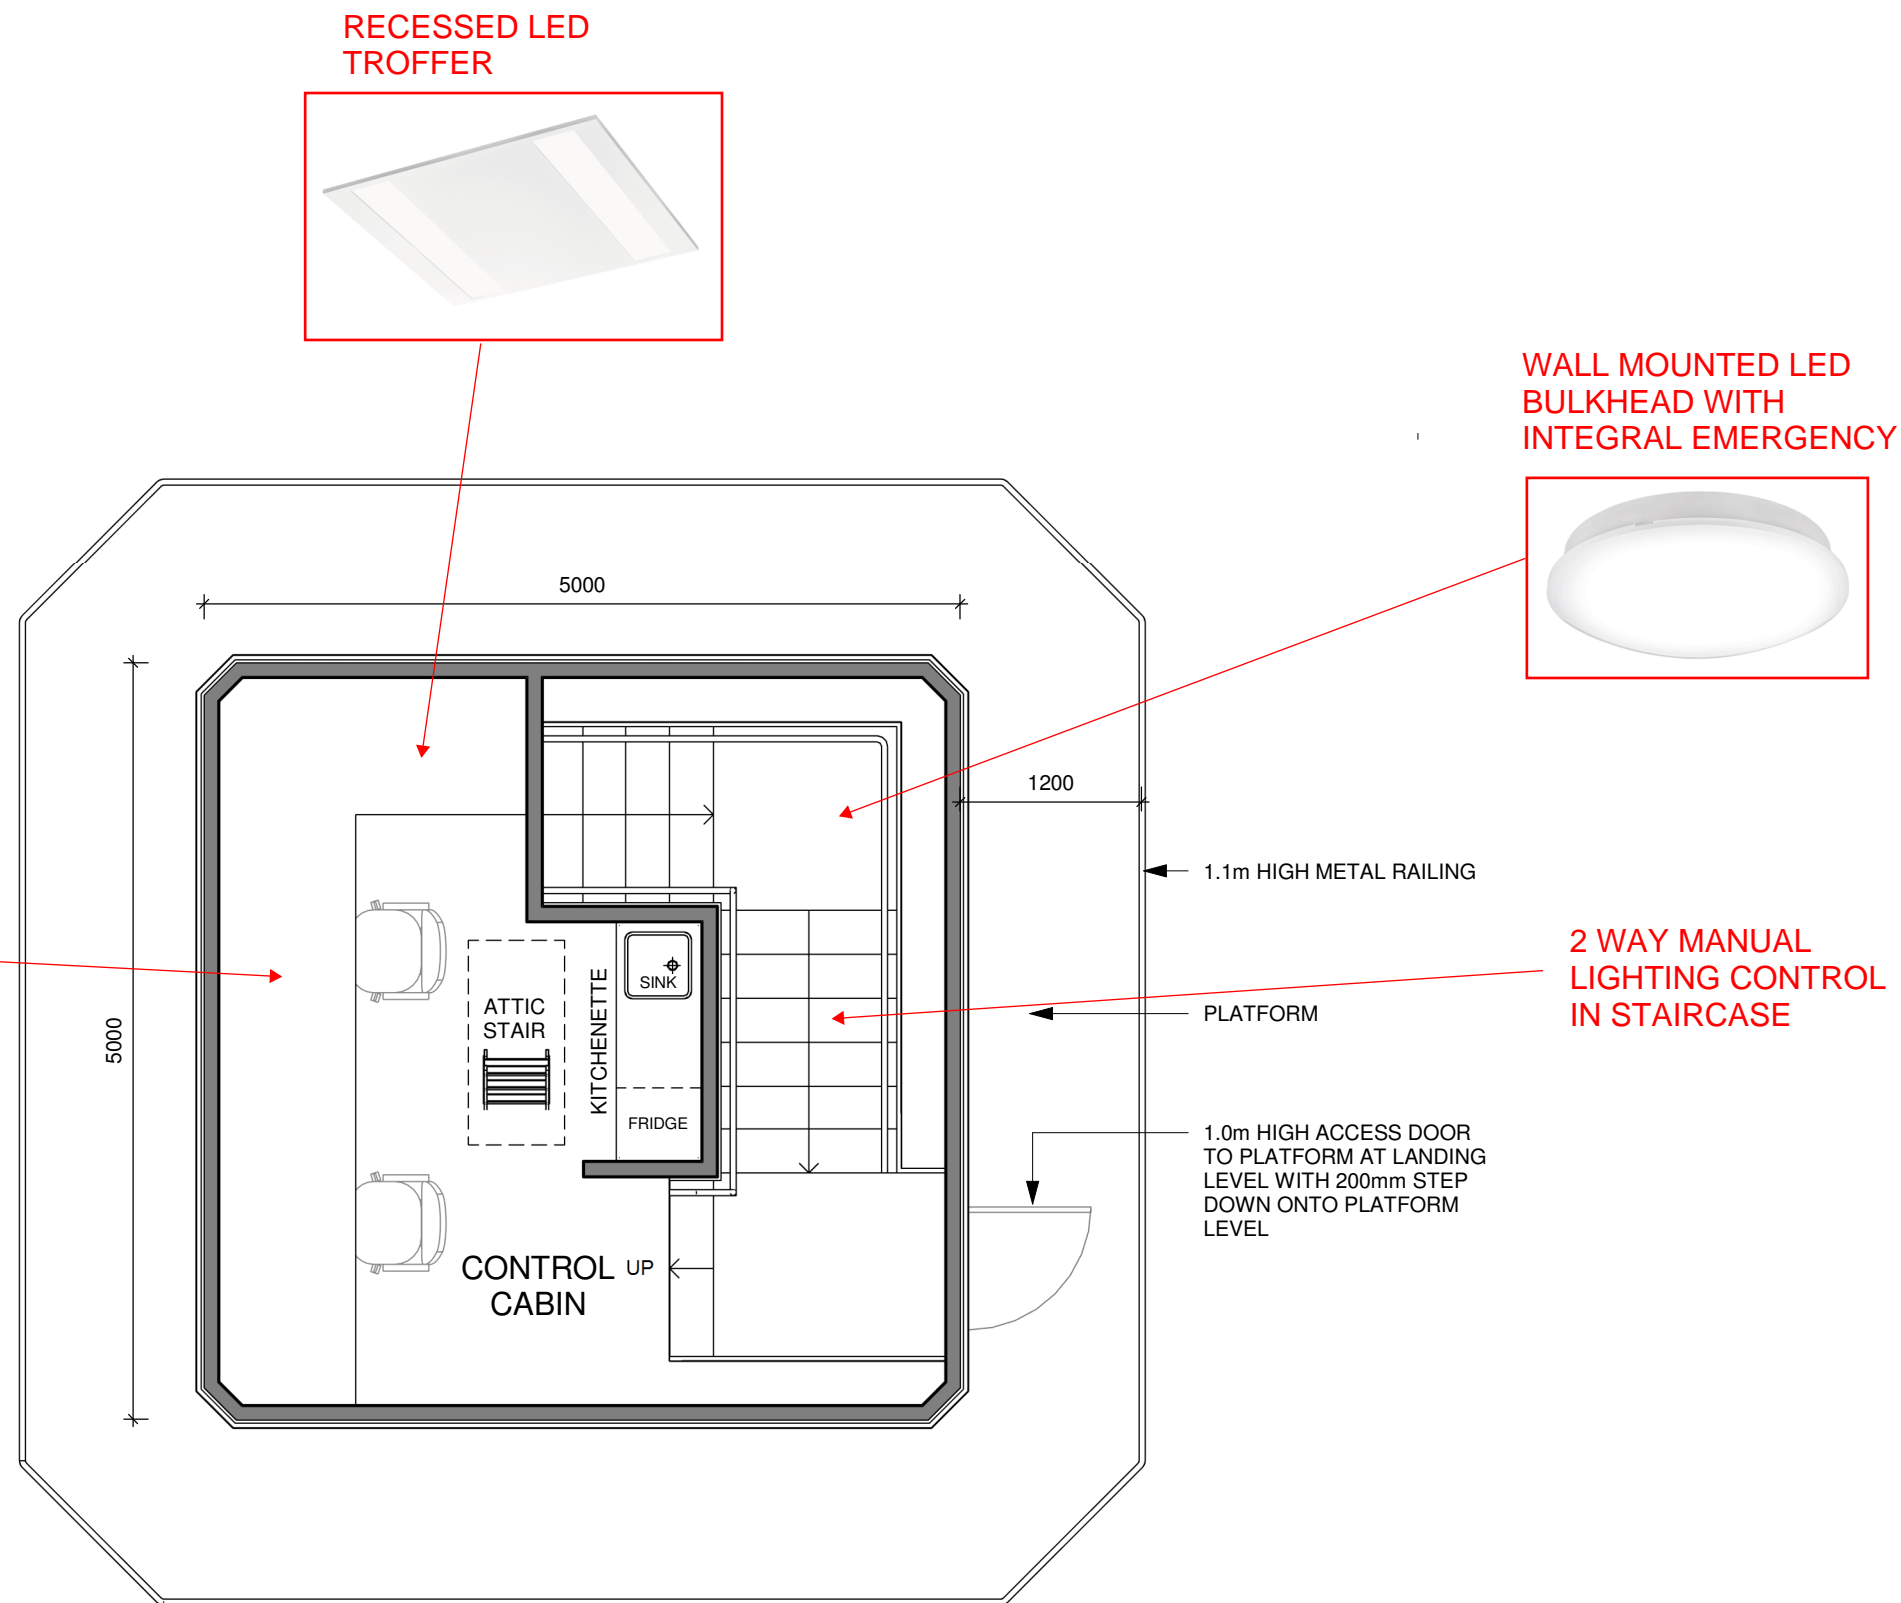 RECESSED LED
TROFFER
WALL MOUNTED LED
BULKHEAD WITH
INTEGRAL EMERGENCY
5000
5000
1200
1.1m HIGH METAL RAILING
2 WAY MANUAL
LIGHTING CONTROL
IN STAIRCASE
PLATFORM
1.0m HIGH ACCESS DOOR
TO PLATFORM AT LANDING
LEVEL WITH 200mm STEP
DOWN ONTO PLATFORM
LEVEL
ATTIC
STAIR
KITCHENETTE
SINK
FRIDGE
CONTROL
CABIN
UP